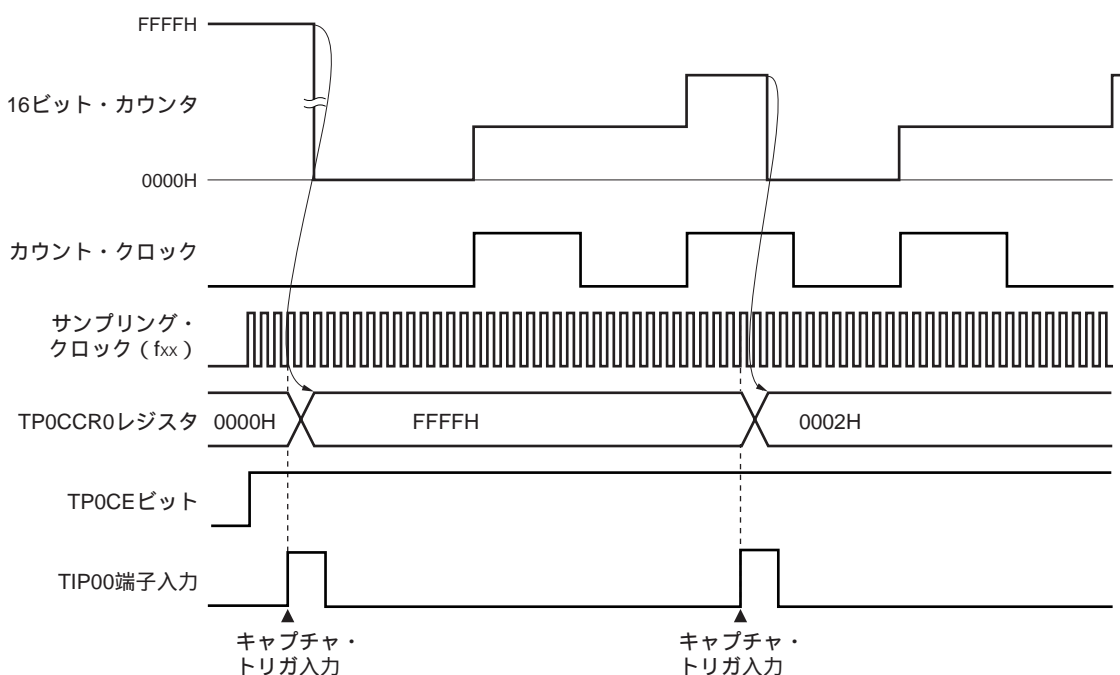 FFFFH
16ビット・カウンタ
0000H
カウント・クロック
サンプリング・
クロック（fxx）
TP0CCR0レジスタ
0000H
FFFFH
0002H
TP0CEビット
TIP00端子入力
キャプチャ・
トリガ入力
キャプチャ・
トリガ入力